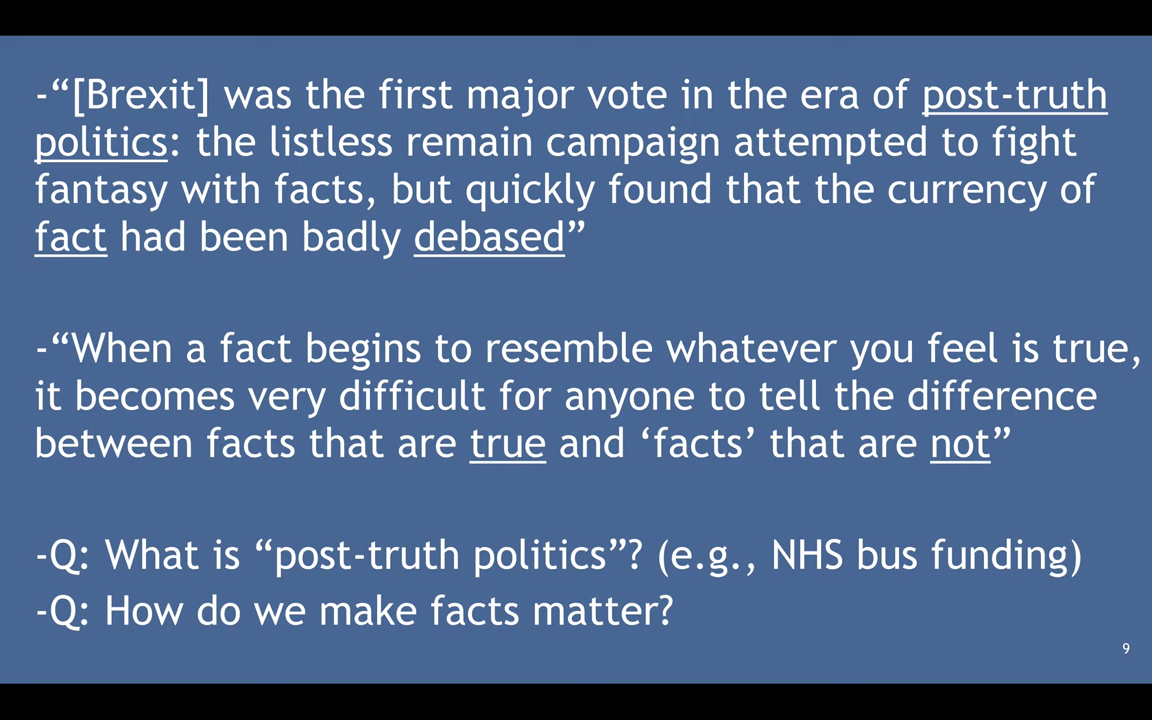 -“[Brexit] was the first major vote in the era of post-truth
politics: the listless remain campaign attempted to fight
fantasy with facts, but quickly found that the currency of
fact had been badly debased”
-“When a fact begins to resemble whatever you feel is true,
it becomes very difficult for anyone to tell the difference
between facts that are true and ‘facts’ that are not”
-Q: What is “post-truth politics”? (e.g., NHS bus funding)
-Q: How do we make facts matter?
9